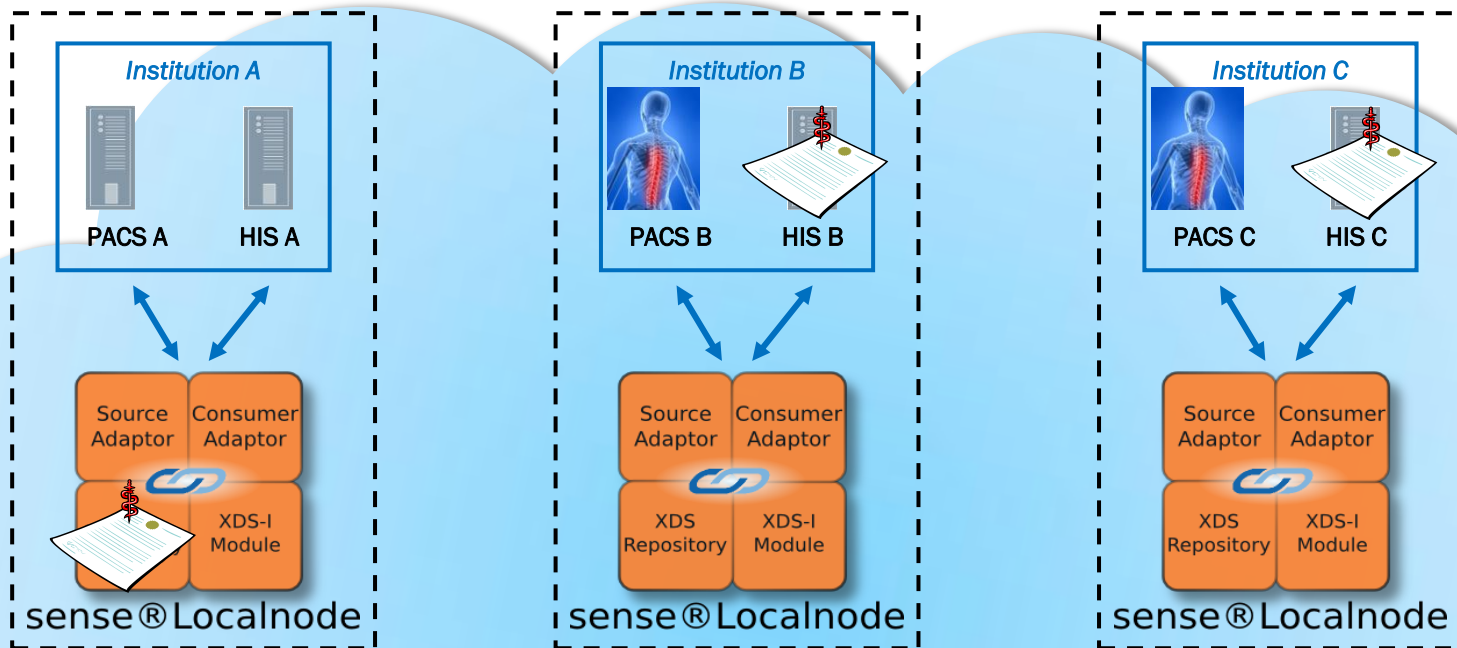 Institution A
PACS A
HIS A
Source
Adaptor
Consumer
Adaptor
XDS-I
Module
sense®Localnode
Institution B
PACS B
HIS B
Source
Adaptor
Consumer
Adaptor
XDS
Repository
XDS-I
Module
sense®Localnode
Institution C
PACS C
HIS C
Source
Adaptor
Consumer
Adaptor
XDS
Repository
XDS-I
Module
sense®Localnode